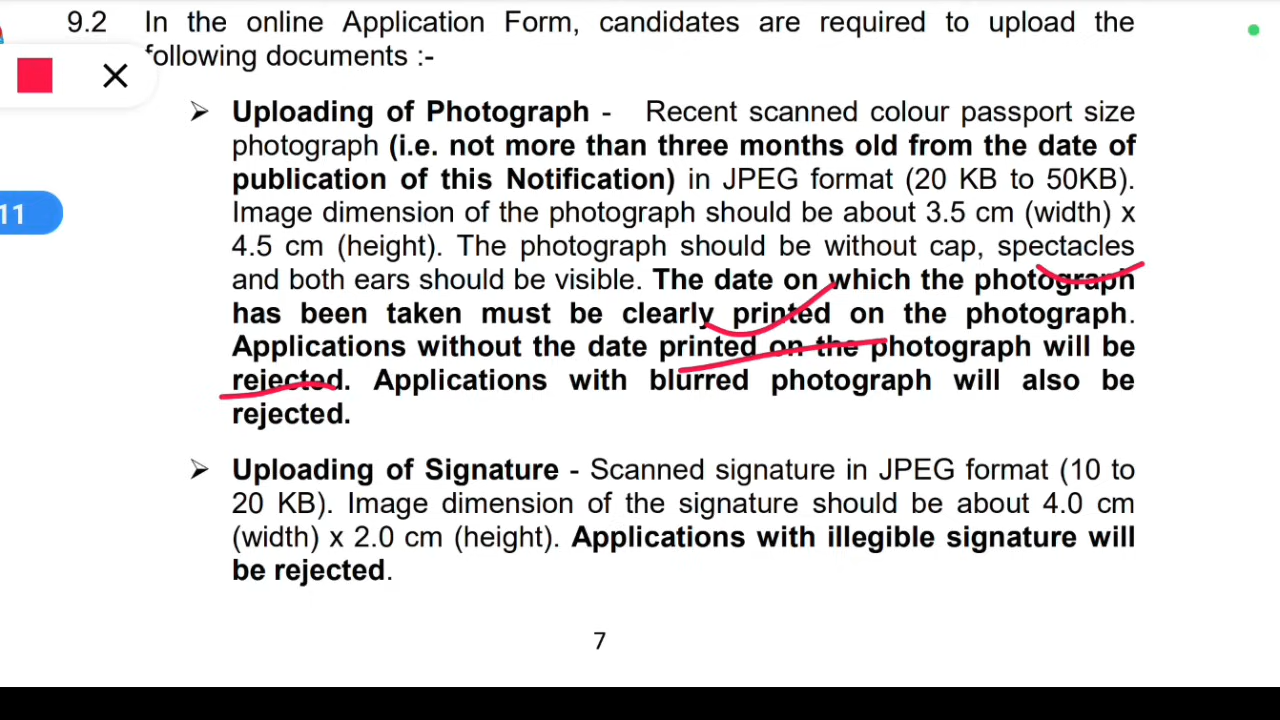 9.2 In the online Application Form, candidates are required to upload the
following documents :-
11
➢ Uploading of Photograph - Recent scanned colour passport size
photograph (i.e. not more than three months old from the date of
publication of this Notification) in JPEG format (20 KB to 50KB).
Image dimension of the photograph should be about 3.5 cm (width) x
4.5 cm (height). The photograph should be without cap, spectacles
and both ears should be visible. The date on which the photograph
has been taken must be clearly printed on the photograph.
Applications without the date printed on the photograph will be
rejected. Applications with blurred photograph will also be
rejected.
➢ Uploading of Signature - Scanned signature in JPEG format (10 to
20 KB). Image dimension of the signature should be about 4.0 cm
(width) x 2.0 cm (height). Applications with illegible signature will
be rejected.
7